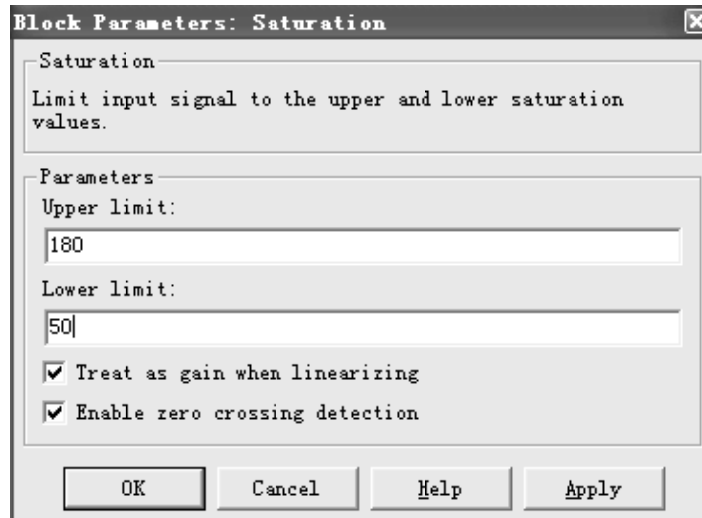 Block Parameters: Saturation
Saturation
Limit input signal to the upper and lower saturation
values.
Parameters
Upper limit:
180
Lower limit:
50
Treat as gain when linearizing
Enable zero crossing detection
OK Cancel Help Apply